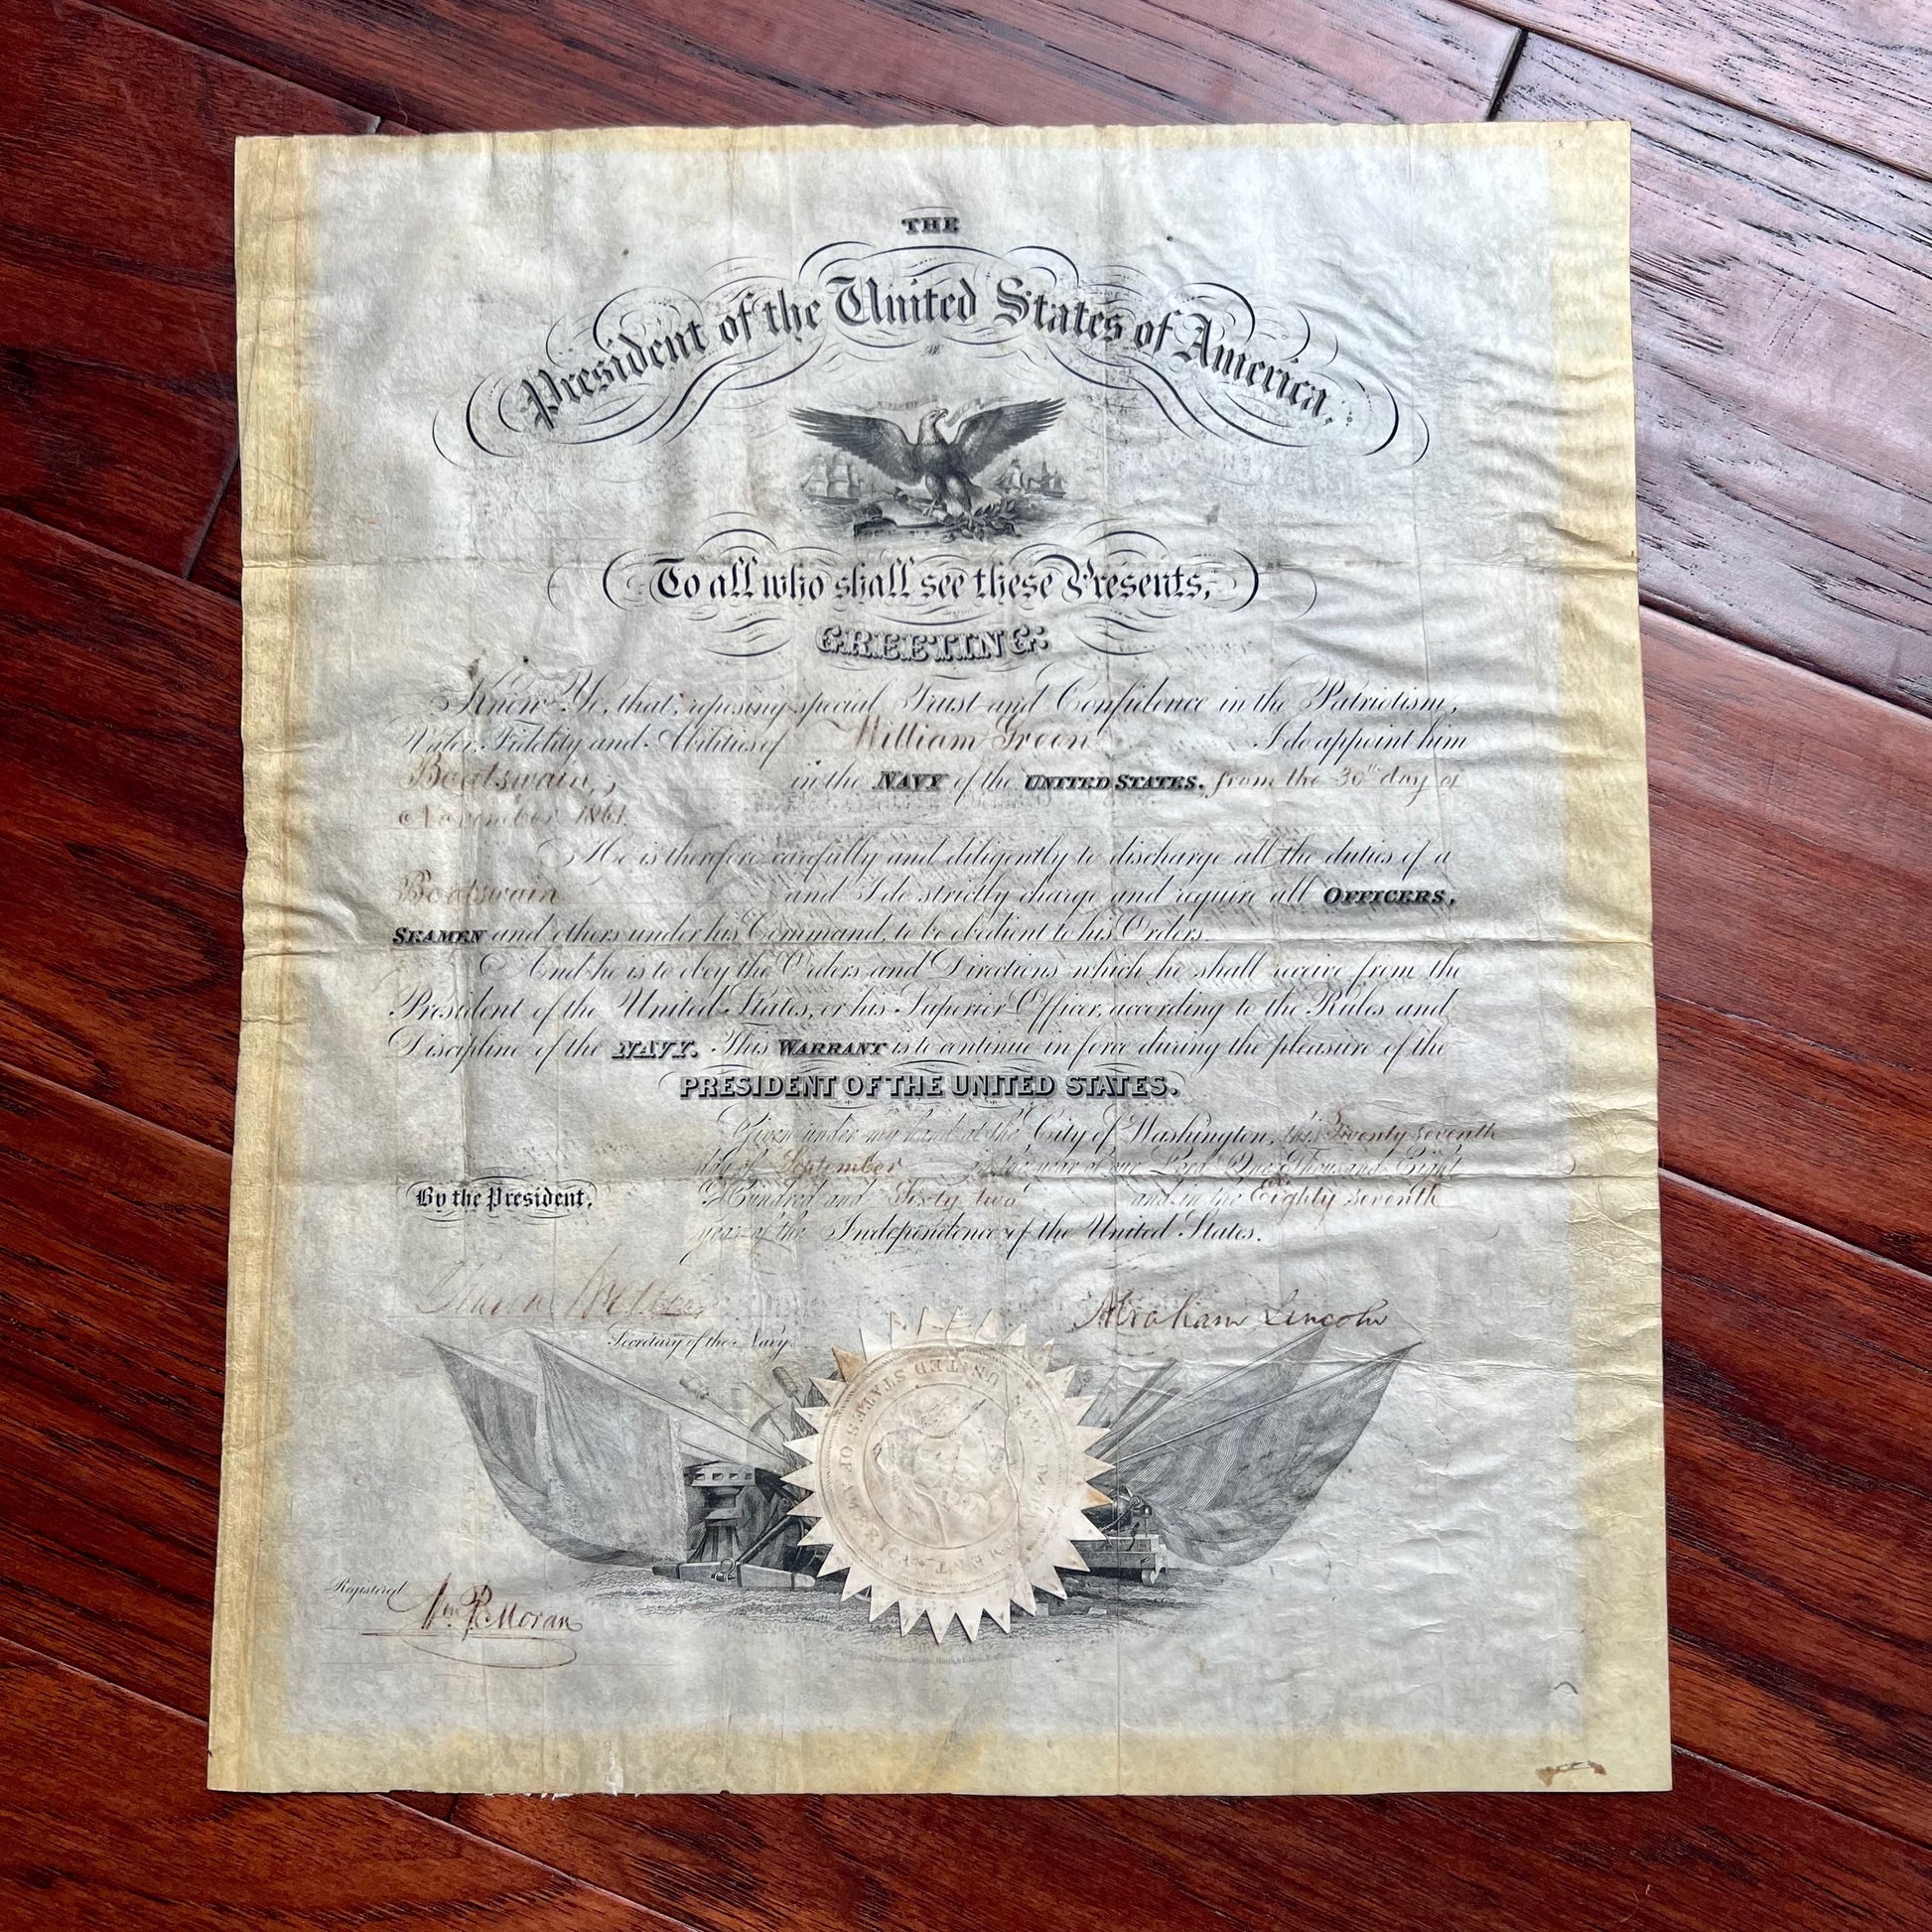 THE
President of the United States of America.
To all who shall see these Presents,
GREETING:
Know Ye, that, reposing special Trust and Confidence in the Patriotism,
Valor, Fidelity and Abilities of William Green I do appoint him
Boatswain, in the NAVY of the UNITED STATES. from the 30th day of
November 1861.
He is therefore carefully and diligently to discharge all the duties of a
Boatswain and I do strictly charge and require all OFFICERS,
SEAMEN and others under his Command, to be obedient to his Orders.
And he is to obey the Orders and Directions which he shall receive from the
President of the United States, or his Superior Officer, according to the Rules and
Discipline of the NAVY. This WARRANT is to continue in force during the pleasure of the
PRESIDENT OF THE UNITED STATES.
Given under my hand at the City of Washington, this Twenty seventh
day of September in the year of our Lord One Thousand Eight
Hundred and Sixty two and in the Eighty seventh
year of the Independence of the United States.
By the President,
Gideon Welles
Abraham Lincoln
Secretary of the Navy.
UNITED STATES OF AMERICA
NAVY
Registered
Wm. P. Moran